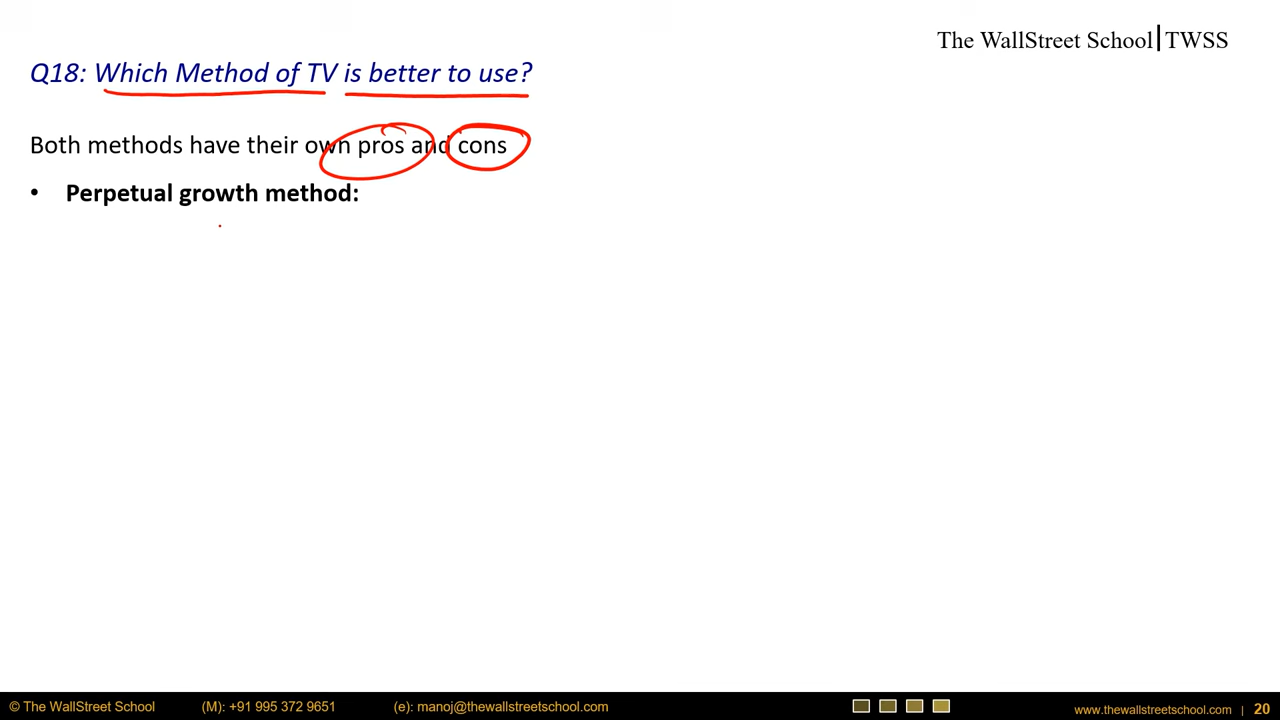 The WallStreet School|TWSS
Q18: Which Method of TV is better to use?
Both methods have their own pros and cons
• Perpetual growth method:
© The WallStreet School (M): +91 995 372 9651 (e): manoj@thewallstreetschool.com www.thewallstreetschool.com | 20